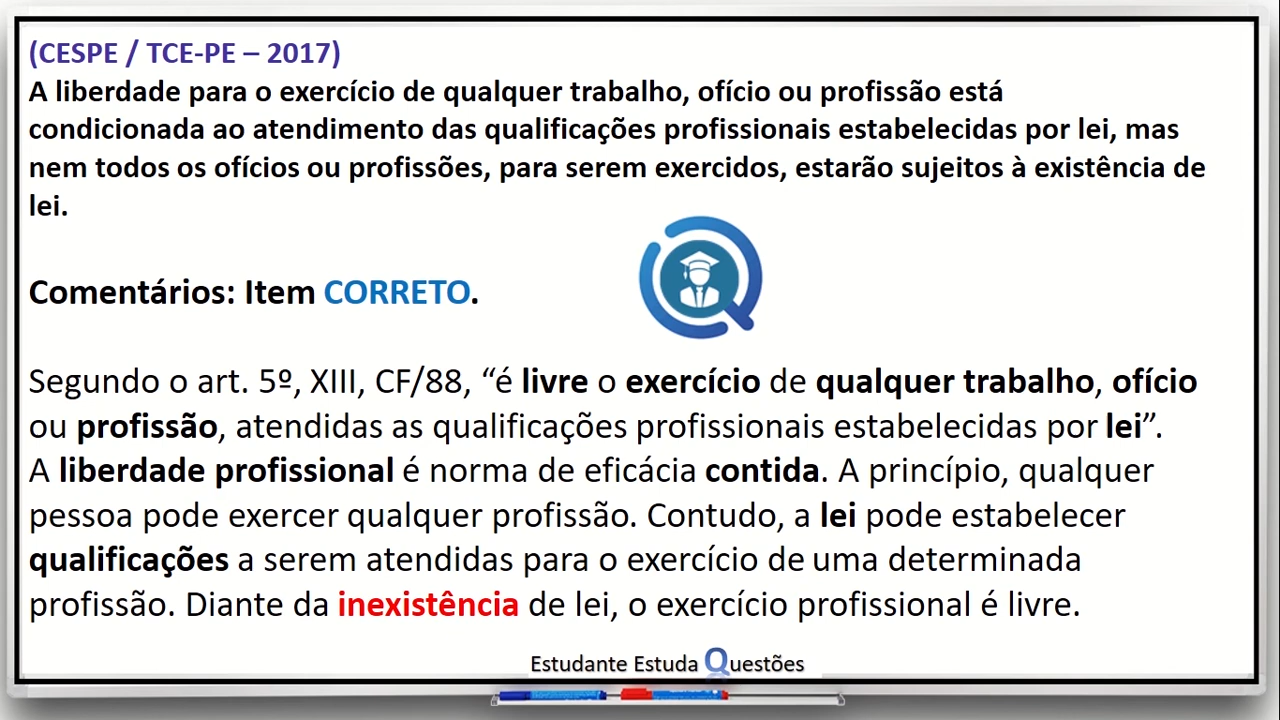 (CESPE / TCE-PE – 2017)
A liberdade para o exercício de qualquer trabalho, ofício ou profissão está
condicionada ao atendimento das qualificações profissionais estabelecidas por lei, mas
nem todos os ofícios ou profissões, para serem exercidos, estarão sujeitos à existência de
lei.
Comentários: Item CORRETO.
Segundo o art. 5º, XIII, CF/88, “é livre o exercício de qualquer trabalho, ofício
ou profissão, atendidas as qualificações profissionais estabelecidas por lei”.
A liberdade profissional é norma de eficácia contida. A princípio, qualquer
pessoa pode exercer qualquer profissão. Contudo, a lei pode estabelecer
qualificações a serem atendidas para o exercício de uma determinada
profissão. Diante da inexistência de lei, o exercício profissional é livre.
Estudante Estuda Questões